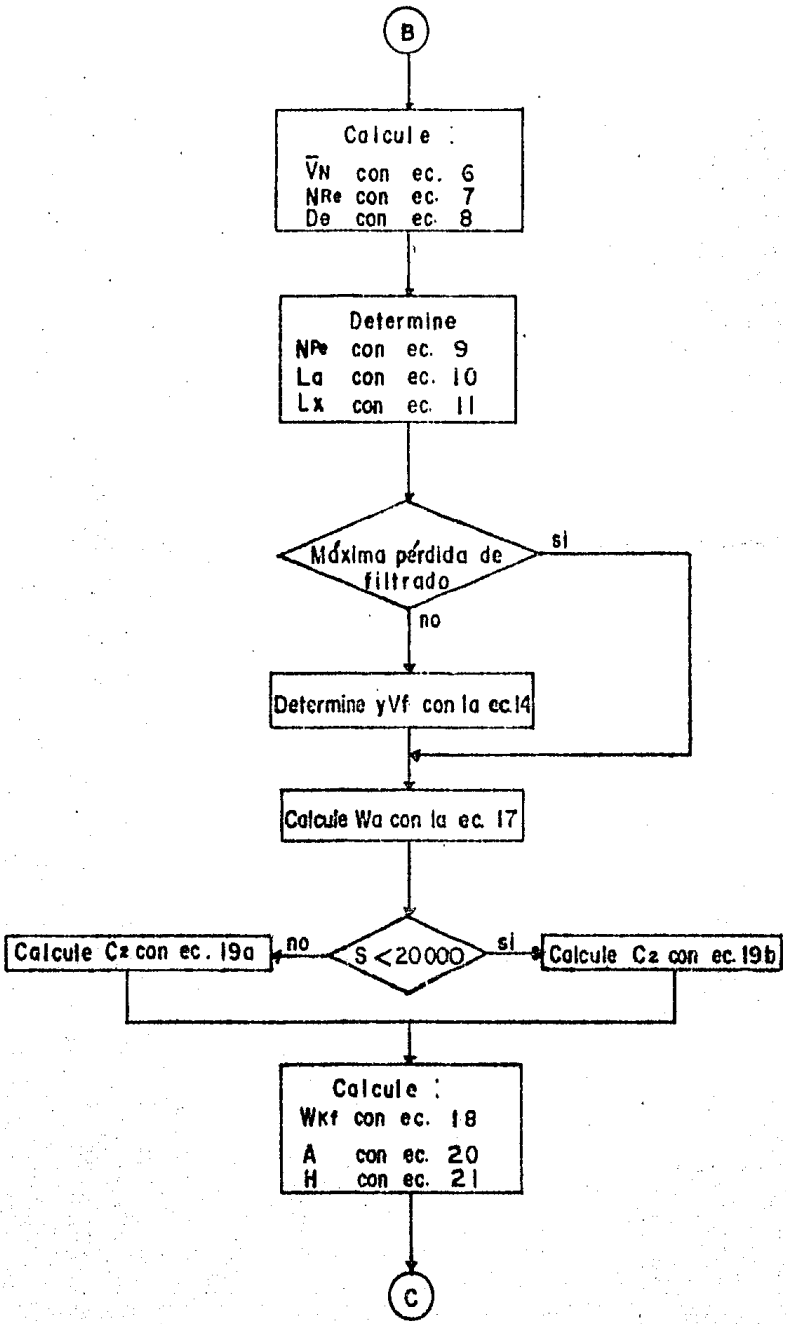 B
Calcule :
V̄N con ec. 6
NRe con ec. 7
De con ec. 8
Determine
NPe con ec. 9
La con ec. 10
Lx con ec. 11
Máxima pérdida de
filtrado
si
no
Determine yVf con la ec.14
Calcule Wa con la ec. 17
Calcule C2 con ec. 19a
no
S < 20000
si
Calcule C2 con ec. 19b
Calcule :
WKf con ec. 18
A con ec. 20
H con ec. 21
C